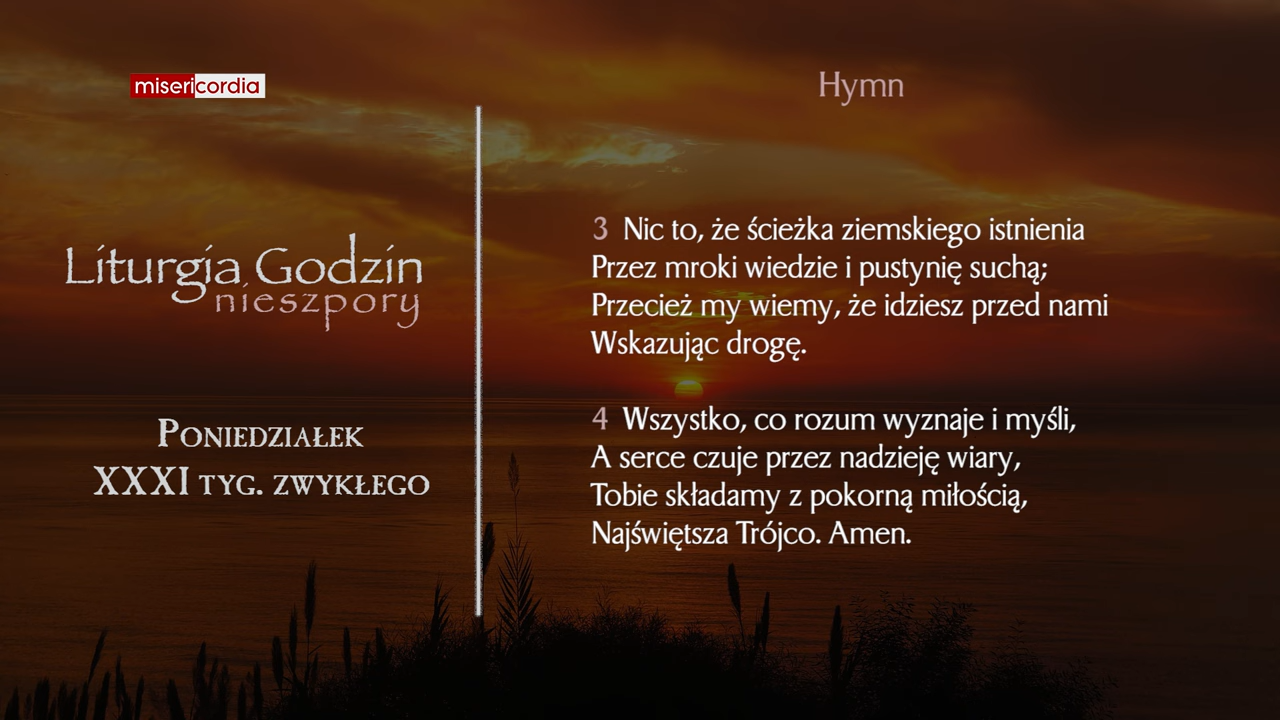 misericordia
Liturgia Godzin
nieszpory
Poniedziałek
XXXI tyg. zwykłego
Hymn
3 Nic to, że ścieżka ziemskiego istnienia
Przez mroki wiedzie i pustynię suchą;
Przecież my wiemy, że idziesz przed nami
Wskazując drogę.
4 Wszystko, co rozum wyznaje i myśli,
A serce czuje przez nadzieję wiary,
Tobie składamy z pokorną miłością,
Najświętsza Trójco. Amen.